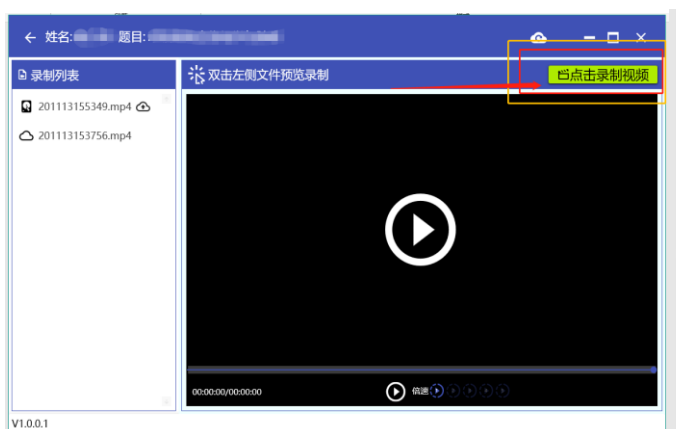 姓名: 题目:
录制列表
双击左侧文件预览录制
点击录制视频
201113155349.mp4
201113153756.mp4
00:00:00/00:00:00
倍速
V1.0.0.1